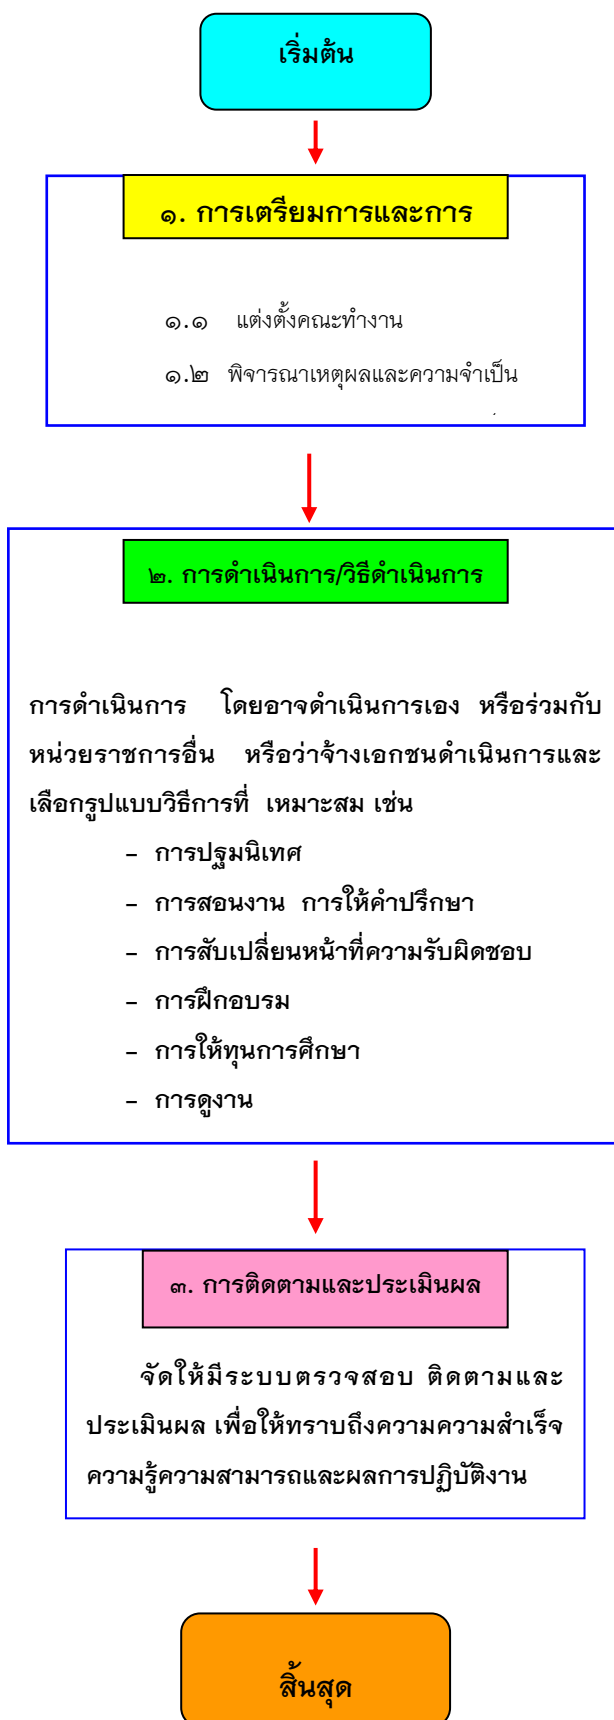 เริ่มต้น
๑. การเตรียมการและการ
๑.๑ แต่งตั้งคณะทำงาน
๑.๒ พิจารณาเหตุผลและความจำเป็น
๒. การดำเนินการ/วิธีดำเนินการ
การดำเนินการ โดยอาจดำเนินการเอง หรือร่วมกับ
หน่วยราชการอื่น หรือว่าจ้างเอกชนดำเนินการและ
เลือกรูปแบบวิธีการที่ เหมาะสม เช่น
- การปฐมนิเทศ
- การสอนงาน การให้คำปรึกษา
- การสับเปลี่ยนหน้าที่ความรับผิดชอบ
- การฝึกอบรม
- การให้ทุนการศึกษา
- การดูงาน
๓. การติดตามและประเมินผล
จัดให้มีระบบตรวจสอบ ติดตามและ
ประเมินผล เพื่อให้ทราบถึงความความสำเร็จ
ความรู้ความสามารถและผลการปฏิบัติงาน
สิ้นสุด